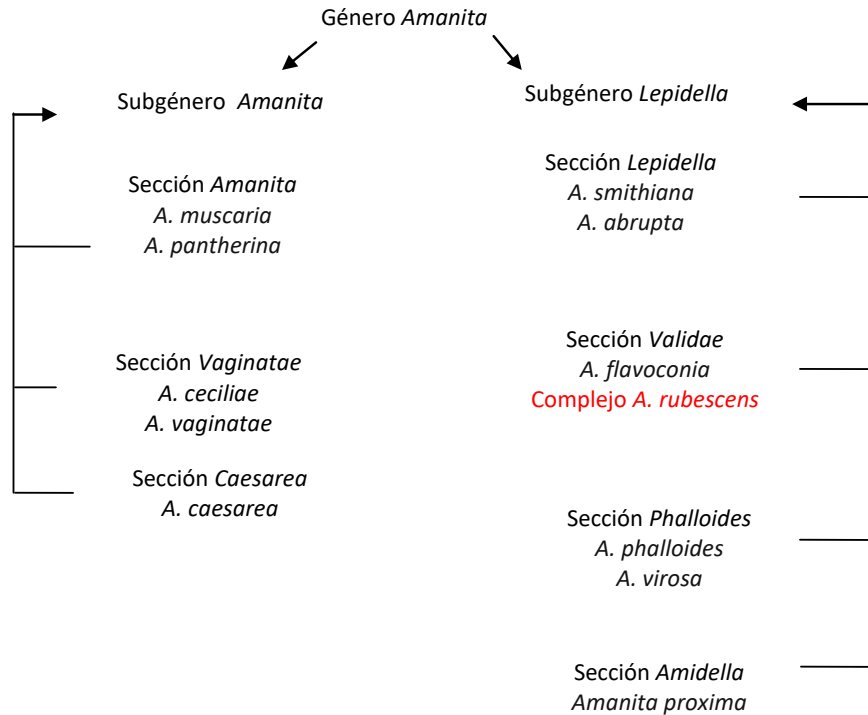 Género Amanita
Subgénero Amanita
Sección Amanita
A. muscaria
A. pantherina
Sección Vaginatae
A. ceciliae
A. vaginatae
Sección Caesarea
A. caesarea
Subgénero Lepidella
Sección Lepidella
A. smithiana
A. abrupta
Sección Validae
A. flavoconia
Complejo A. rubescens
Sección Phalloides
A. phalloides
A. virosa
Sección Amidella
Amanita proxima